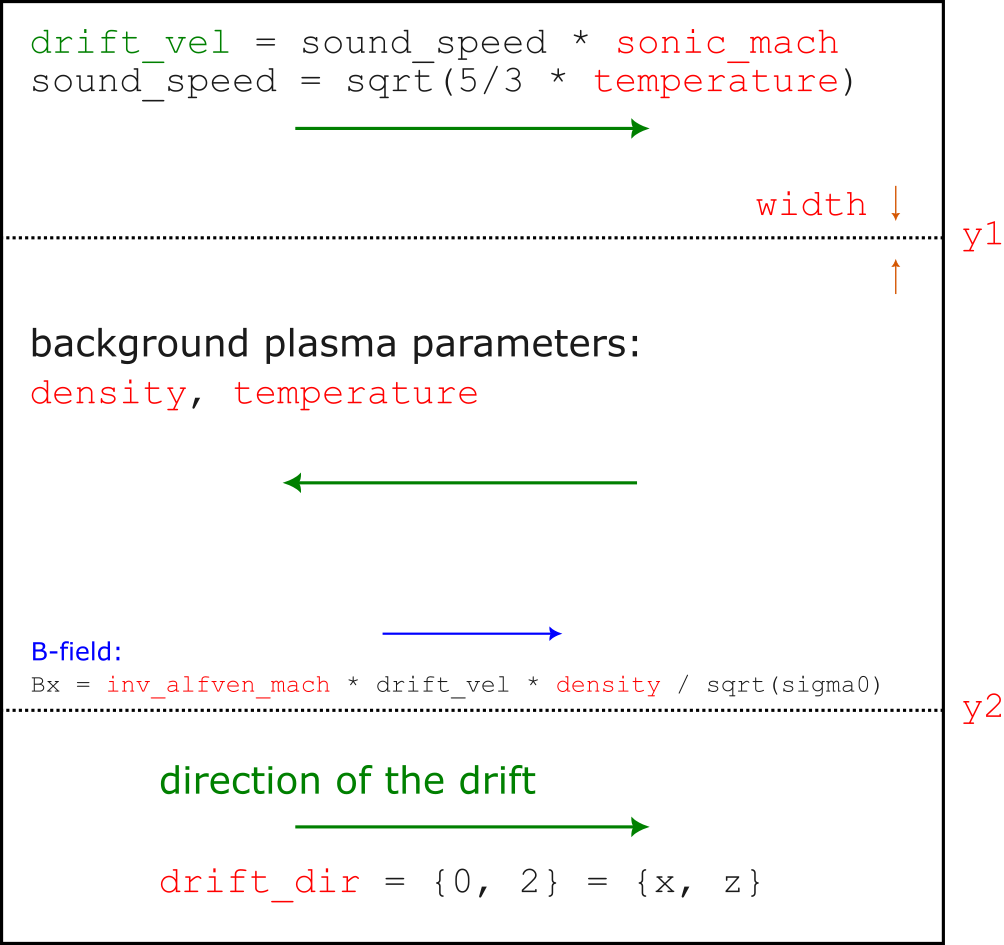 drift_vel = sound_speed * sonic_mach
sound_speed = sqrt(5/3 * temperature)
width
y1
background plasma parameters:
density, temperature
B-field:
Bx = inv_alfven_mach * drift_vel * density / sqrt(sigma0)
y2
direction of the drift
drift_dir = {0, 2} = {x, z}